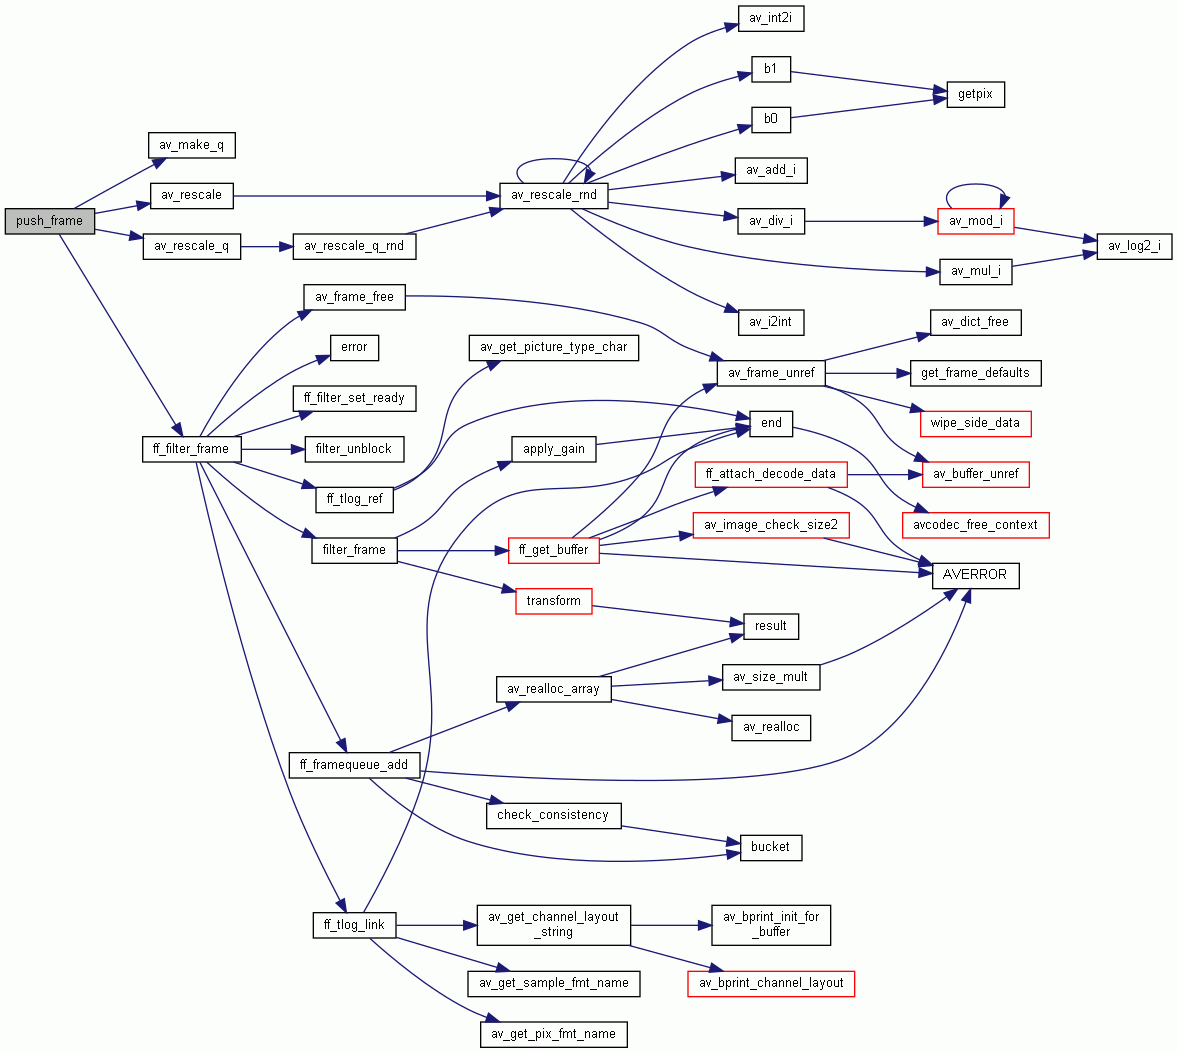 av_int2i
b1
getpix
b0
av_make_q
av_add_i
av_rescale
av_rescale_rnd
push_frame
av_div_i
av_mod_i
av_rescale_q
av_rescale_q_rnd
av_log2_i
av_mul_i
av_frame_free
av_i2int
av_dict_free
error
av_get_picture_type_char
av_frame_unref
get_frame_defaults
ff_filter_set_ready
end
wipe_side_data
ff_filter_frame
filter_unblock
apply_gain
ff_attach_decode_data
av_buffer_unref
ff_tlog_ref
av_image_check_size2
avcodec_free_context
filter_frame
ff_get_buffer
AVERROR
transform
result
av_size_mult
av_realloc_array
av_realloc
ff_framequeue_add
check_consistency
bucket
ff_tlog_link
av_get_channel_layout
_string
av_bprint_init_for
_buffer
av_get_sample_fmt_name
av_bprint_channel_layout
av_get_pix_fmt_name